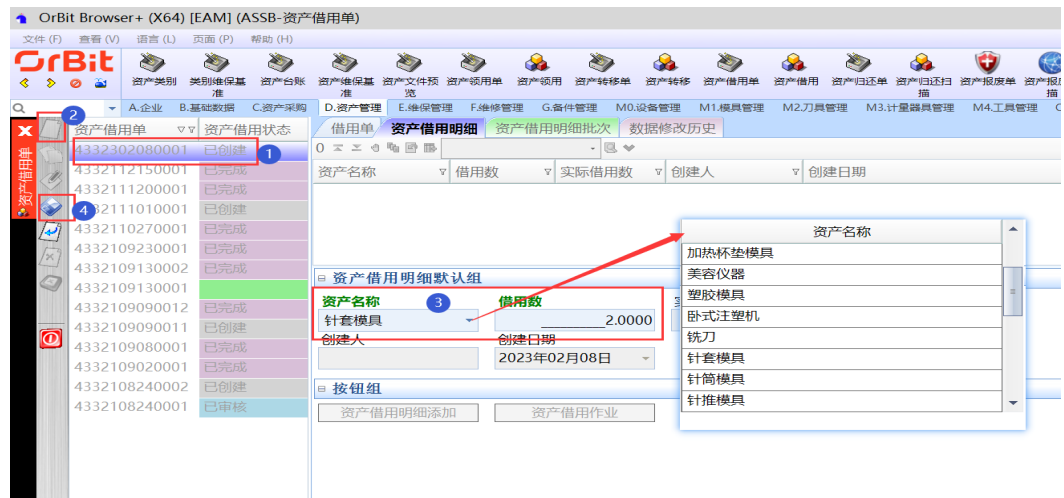 OrBit Browser+ (X64) [EAM] (ASSB-资产借用单)
文件 (F) 查看 (V) 语言 (L) 页面 (P) 帮助 (H)
OrBit
资产类别 类别维保基准 资产台账 资产维保基准 资产文件预览 资产领用单 资产领用 资产转移单 资产转移 资产借用单 资产借用 资产归还单 资产归还扫描 资产报废单 资产报废扫描
A.企业 B.基础数据 C.资产采购 D.资产管理 E.维保管理 F.维修管理 G.备件管理 M0.设备管理 M1.模具管理 M2.刀具管理 M3.计量器具管理 M4.工具管理
资产借用单
2
4
资产借用单 资产借用状态
4332302080001 已创建 1
4332112150001 已完成
4332111200001 已完成
2111010001 已创建
4332110270001 已完成
4332109230001 已完成
4332109130002 已完成
4332109130001
4332109090012 已完成
4332109090011 已创建
4332109080001 已完成
4332109020001 已完成
4332108240002 已创建
4332108240001 已审核
借用单 资产借用明细 资产借用明细批次 数据修改历史
0
资产名称 借用数 实际借用数 创建人 创建日期
资产借用明细默认组
资产名称 3 借用数
针套模具 2.0000
创建人 创建日期
2023年02月08日
按钮组
资产借用明细添加 资产借用作业
资产名称
加热杯垫模具
美容仪器
塑胶模具
卧式注塑机
铣刀
针套模具
针筒模具
针推模具